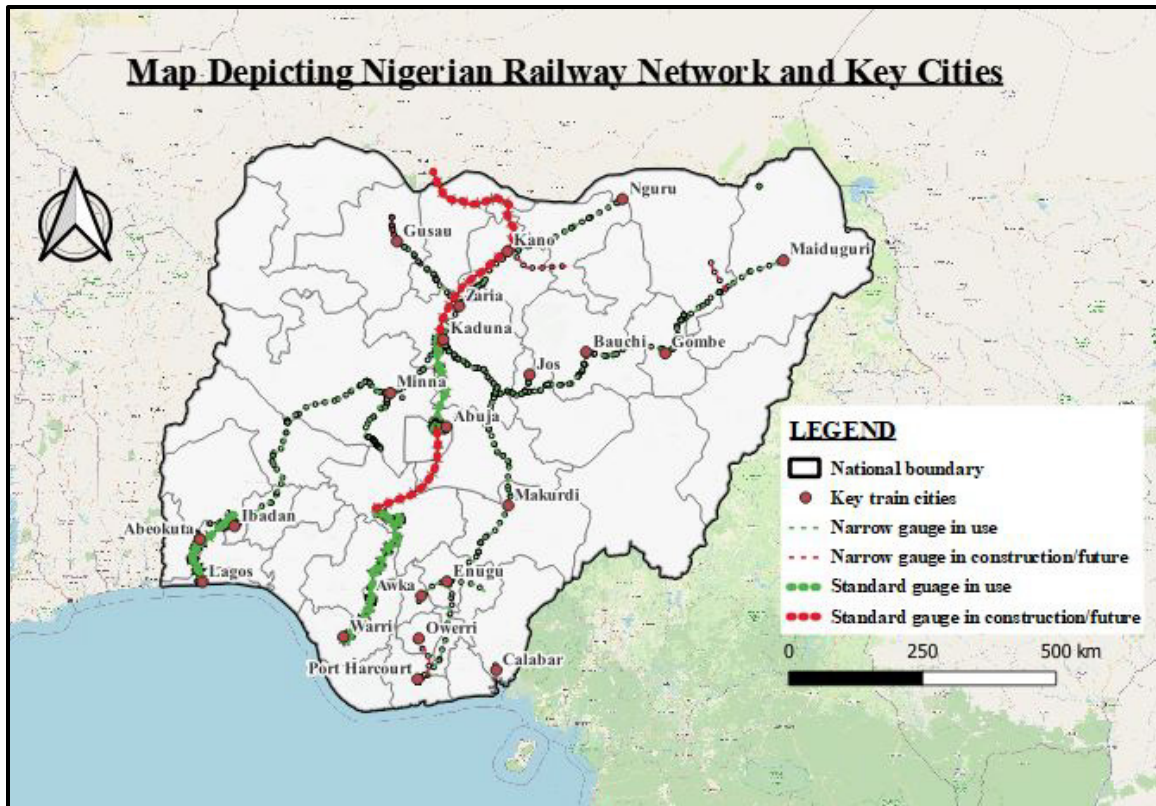 Map Depicting Nigerian Railway Network and Key Cities
Nguru
Gusau
Kano
Maiduguri
Zaria
Kaduna
Bauchi
Gombe
Jos
Minna
Abuja
Makurdi
Ibadan
Abeokuta
Lagos
Enugu
Awka
Warri
Owerri
Port Harcourt
Calabar
LEGEND
National boundary
Key train cities
Narrow gauge in use
Narrow gauge in construction/future
Standard guage in use
Standard gauge in construction/future
0 250 500 km